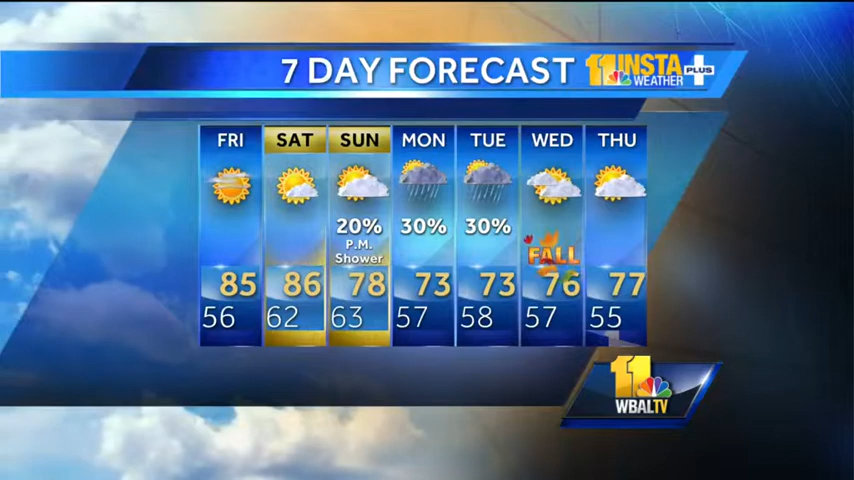 7 DAY FORECAST 11 INSTA WEATHER PLUS
FRI SAT SUN MON TUE WED THU
20% 30% 30%
P.M.
Shower
FALL
85 86 78 73 73 76 77
56 62 63 57 58 57 55
11
WBALTV